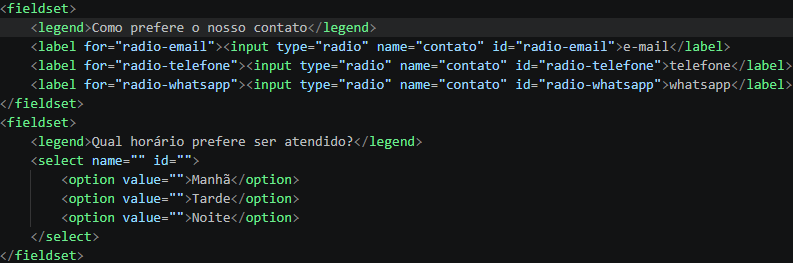 <fieldset>
<legend>Como prefere o nosso contato</legend>
<label for="radio-email"><input type="radio" name="contato" id="radio-email">e-mail</label>
<label for="radio-telefone"><input type="radio" name="contato" id="radio-telefone">telefone</label>
<label for="radio-whatsapp"><input type="radio" name="contato" id="radio-whatsapp">whatsapp</label>
</fieldset>
<fieldset>
<legend>Qual horário prefere ser atendido?</legend>
<select name="" id="">
<option value="">Manhã</option>
<option value="">Tarde</option>
<option value="">Noite</option>
</select>
</fieldset>